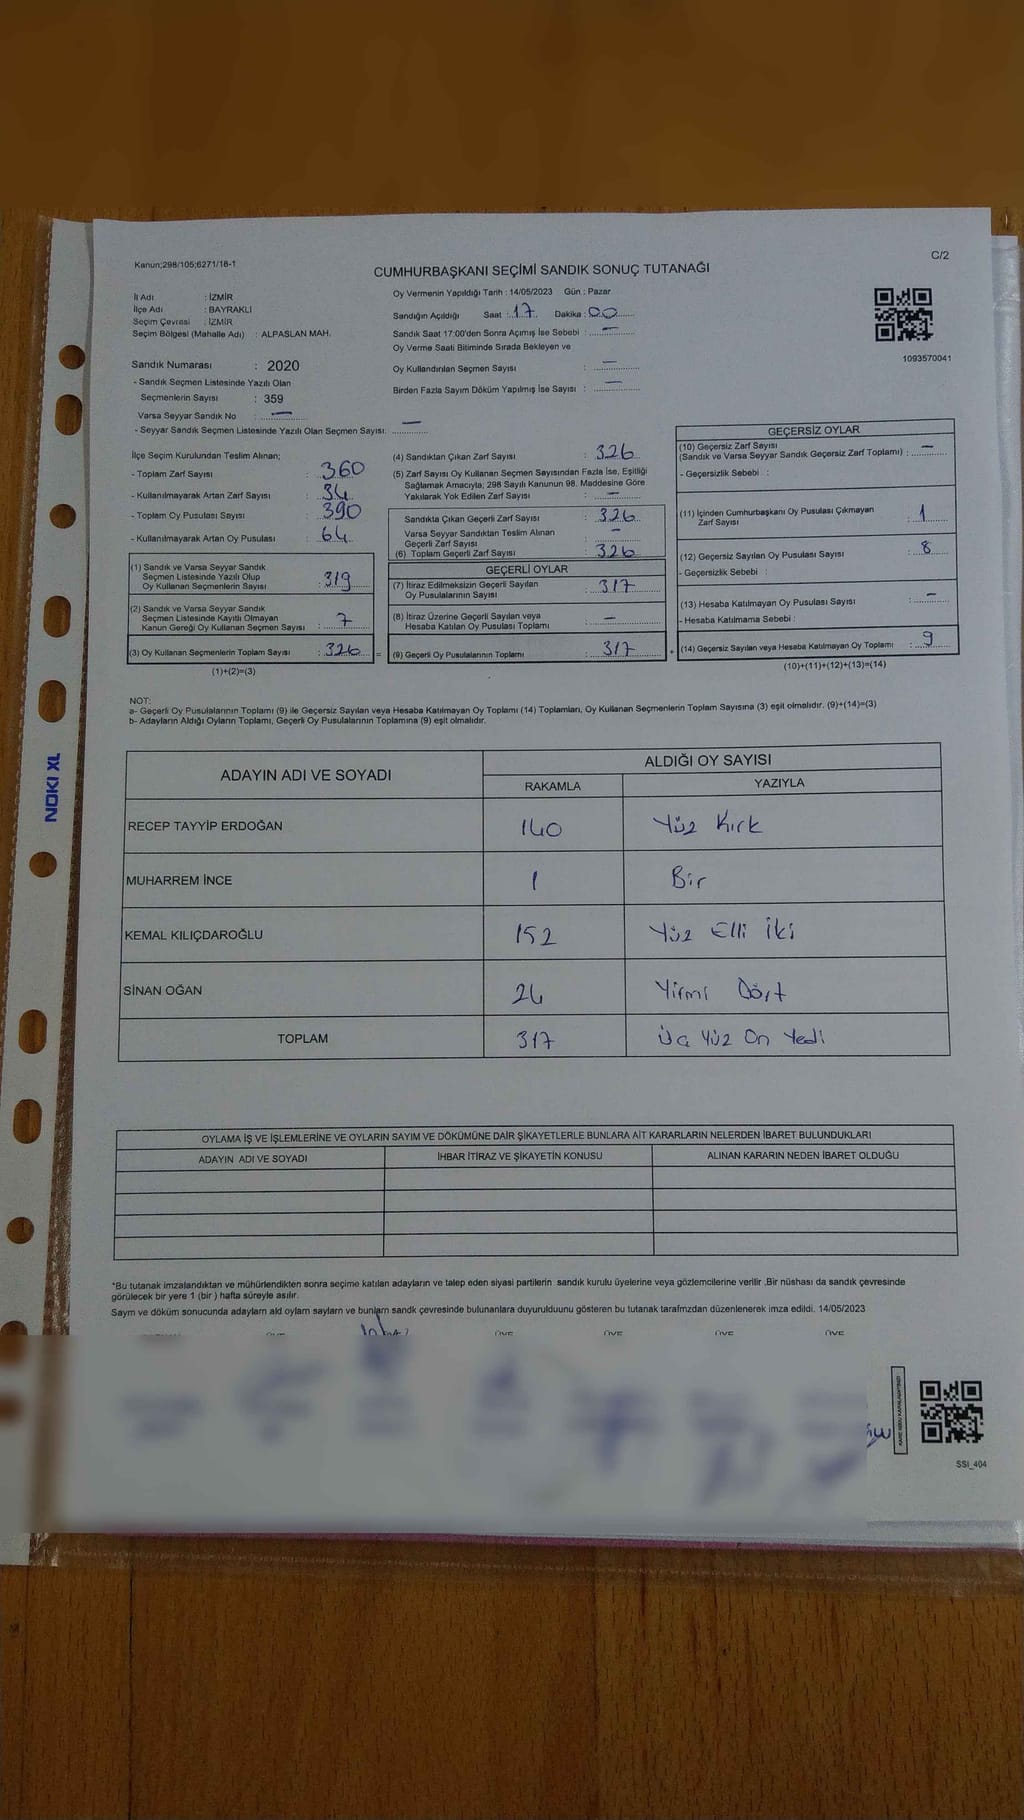 Kanun;298/105;6271/18-1
C/2
CUMHURBAŞKANI SEÇİMİ SANDIK SONUÇ TUTANAĞI
İl Adı : İZMİR
İlçe Adı : BAYRAKLI
Seçim Çevresi : İZMİR
Seçim Bölgesi (Mahalle Adı) : ALPASLAN MAH.
Oy Vermenin Yapıldığı Tarih : 14/05/2023 Gün : Pazar
Sandığın Açıldığı Saat : 17 Dakika : 00
Sandık Saat 17:00'den Sonra Açımış İse Sebebi : —
Oy Verme Saati Bitiminde Sırada Bekleyen ve
Oy Kullandırılan Seçmen Sayısı : —
Birden Fazla Sayım Döküm Yapılmış İse Sayısı : —
1093570041
Sandık Numarası : 2020
- Sandık Seçmen Listesinde Yazılı Olan
Seçmenlerin Sayısı : 359
Varsa Seyyar Sandık No : —
- Seyyar Sandık Seçmen Listesinde Yazılı Olan Seçmen Sayısı: —
İlçe Seçim Kurulundan Teslim Alınan;
- Toplam Zarf Sayısı : 360
- Kullanılmayarak Artan Zarf Sayısı : 34
- Toplam Oy Pusulası Sayısı : 390
- Kullanılmayarak Artan Oy Pusulası : 64
(1) Sandık ve Varsa Seyyar Sandık
Seçmen Listesinde Yazılı Olup
Oy Kullanan Seçmenlerin Sayısı : 319
(2) Sandık ve Varsa Seyyar Sandık
Seçmen Listesinde Kayıtlı Olmayan
Kanun Gereği Oy Kullanan Seçmen Sayısı : 7
(3) Oy Kullanan Seçmenlerin Toplam Sayısı : 326 =
(1)+(2)=(3)
(4) Sandıktan Çıkan Zarf Sayısı : 326
(5) Zarf Sayısı Oy Kullanan Seçmen Sayısından Fazla İse, Eşitliği
Sağlamak Amacıyla; 298 Sayılı Kanunun 98. Maddesine Göre
Yakılarak Yok Edilen Zarf Sayısı : —
Sandıkta Çıkan Geçerli Zarf Sayısı : 326
Varsa Seyyar Sandıktan Teslim Alınan
Geçerli Zarf Sayısı : —
(6) Toplam Geçerli Zarf Sayısı : 326
GEÇERLİ OYLAR
(7) İtiraz Edilmeksizin Geçerli Sayılan
Oy Pusulalarının Sayısı : 317
(8) İtiraz Üzerine Geçerli Sayılan veya
Hesaba Katılan Oy Pusulası Toplamı : —
(9) Geçerli Oy Pusulalarının Toplamı : 317 +
GEÇERSİZ OYLAR
(10) Geçersiz Zarf Sayısı
(Sandık ve Varsa Seyyar Sandık Geçersiz Zarf Toplamı) : —
- Geçersizlik Sebebi :
(11) İçinden Cumhurbaşkanı Oy Pusulası Çıkmayan
Zarf Sayısı : 1
(12) Geçersiz Sayılan Oy Pusulası Sayısı : 8
- Geçersizlik Sebebi :
(13) Hesaba Katılmayan Oy Pusulası Sayısı : —
- Hesaba Katılmama Sebebi :
(14) Geçersiz Sayılan veya Hesaba Katılmayan Oy Toplamı : 9
(10)+(11)+(12)+(13)=(14)
NOT:
a- Geçerli Oy Pusulalarının Toplamı (9) ile Geçersiz Sayılan veya Hesaba Katılmayan Oy Toplamı (14) Toplamları, Oy Kullanan Seçmenlerin Toplam Sayısına (3) eşit olmalıdır. (9)+(14)=(3)
b- Adayların Aldığı Oyların Toplamı, Geçerli Oy Pusulalarının Toplamına (9) eşit olmalıdır.
NOKI XL
ADAYIN ADI VE SOYADI
ALDIĞI OY SAYISI
RAKAMLA YAZIYLA
RECEP TAYYİP ERDOĞAN 140 Yüz Kırk
MUHARREM İNCE 1 Bir
KEMAL KILIÇDAROĞLU 152 Yüz Elli İki
SİNAN OĞAN 24 Yirmi Dört
TOPLAM 317 Üç Yüz On Yedi
OYLAMA İŞ VE İŞLEMLERİNE VE OYLARIN SAYIM VE DÖKÜMÜNE DAİR ŞİKAYETLERLE BUNLARA AİT KARARLARIN NELERDEN İBARET BULUNDUKLARI
ADAYIN ADI VE SOYADI İHBAR İTİRAZ VE ŞİKAYETİN KONUSU ALINAN KARARIN NEDEN İBARET OLDUĞU
*Bu tutanak imzalandıktan ve mühürlendikten sonra seçime katılan adayların ve talep eden siyasi partilerin sandık kurulu üyelerine veya gözlemcilerine verilir .Bir nüshası da sandık çevresinde
görülecek bir yere 1 (bir ) hafta süreyle asılır.
Sayım ve döküm sonucunda adayların ald oylam sayların ve bunların sandk çevresinde bulunanlara duyurulduunu gösteren bu tutanak tarafmzdan düzenlenerek imza edildi. 14/05/2023
ÜYE ÜYE ÜYE ÜYE
SSI_404